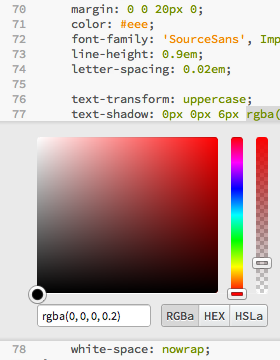 70 margin: 0 0 20px 0;
71 color: #eee;
72 font-family: 'SourceSans', Imp
73 line-height: 0.9em;
74 letter-spacing: 0.02em;
75
76 text-transform: uppercase;
77 text-shadow: 0px 0px 6px rgba(
rgba(0, 0, 0, 0.2)
RGBa HEX HSLa
78 white-space: nowrap;